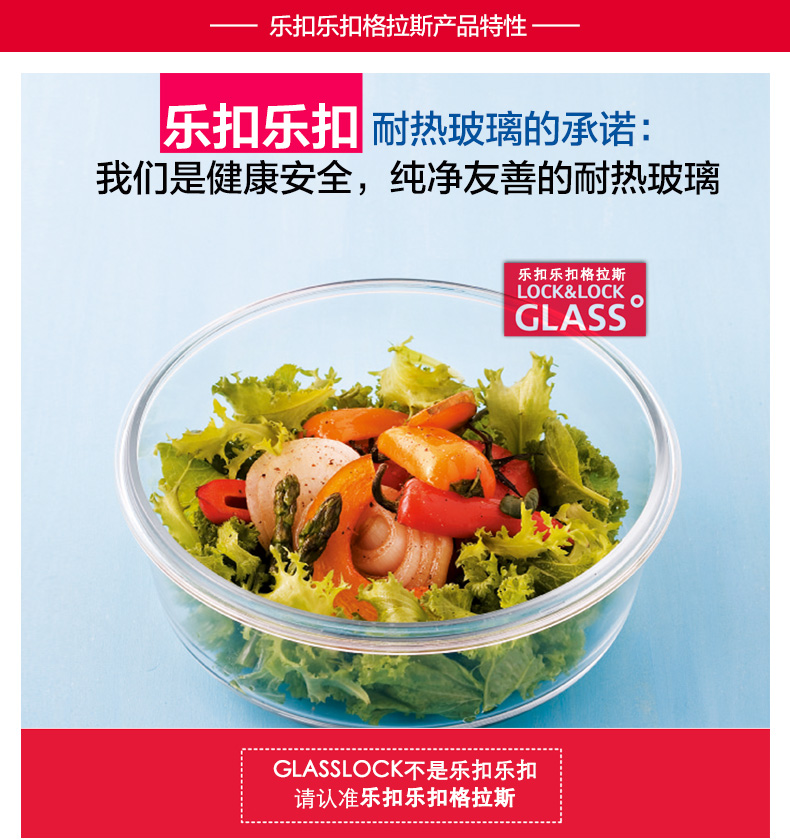 乐扣乐扣格拉斯产品特性
乐扣乐扣 耐热玻璃的承诺：
我们是健康安全，纯净友善的耐热玻璃
乐扣乐扣格拉斯
LOCK&LOCK
GLASS
GLASSLOCK不是乐扣乐扣
请认准乐扣乐扣格拉斯